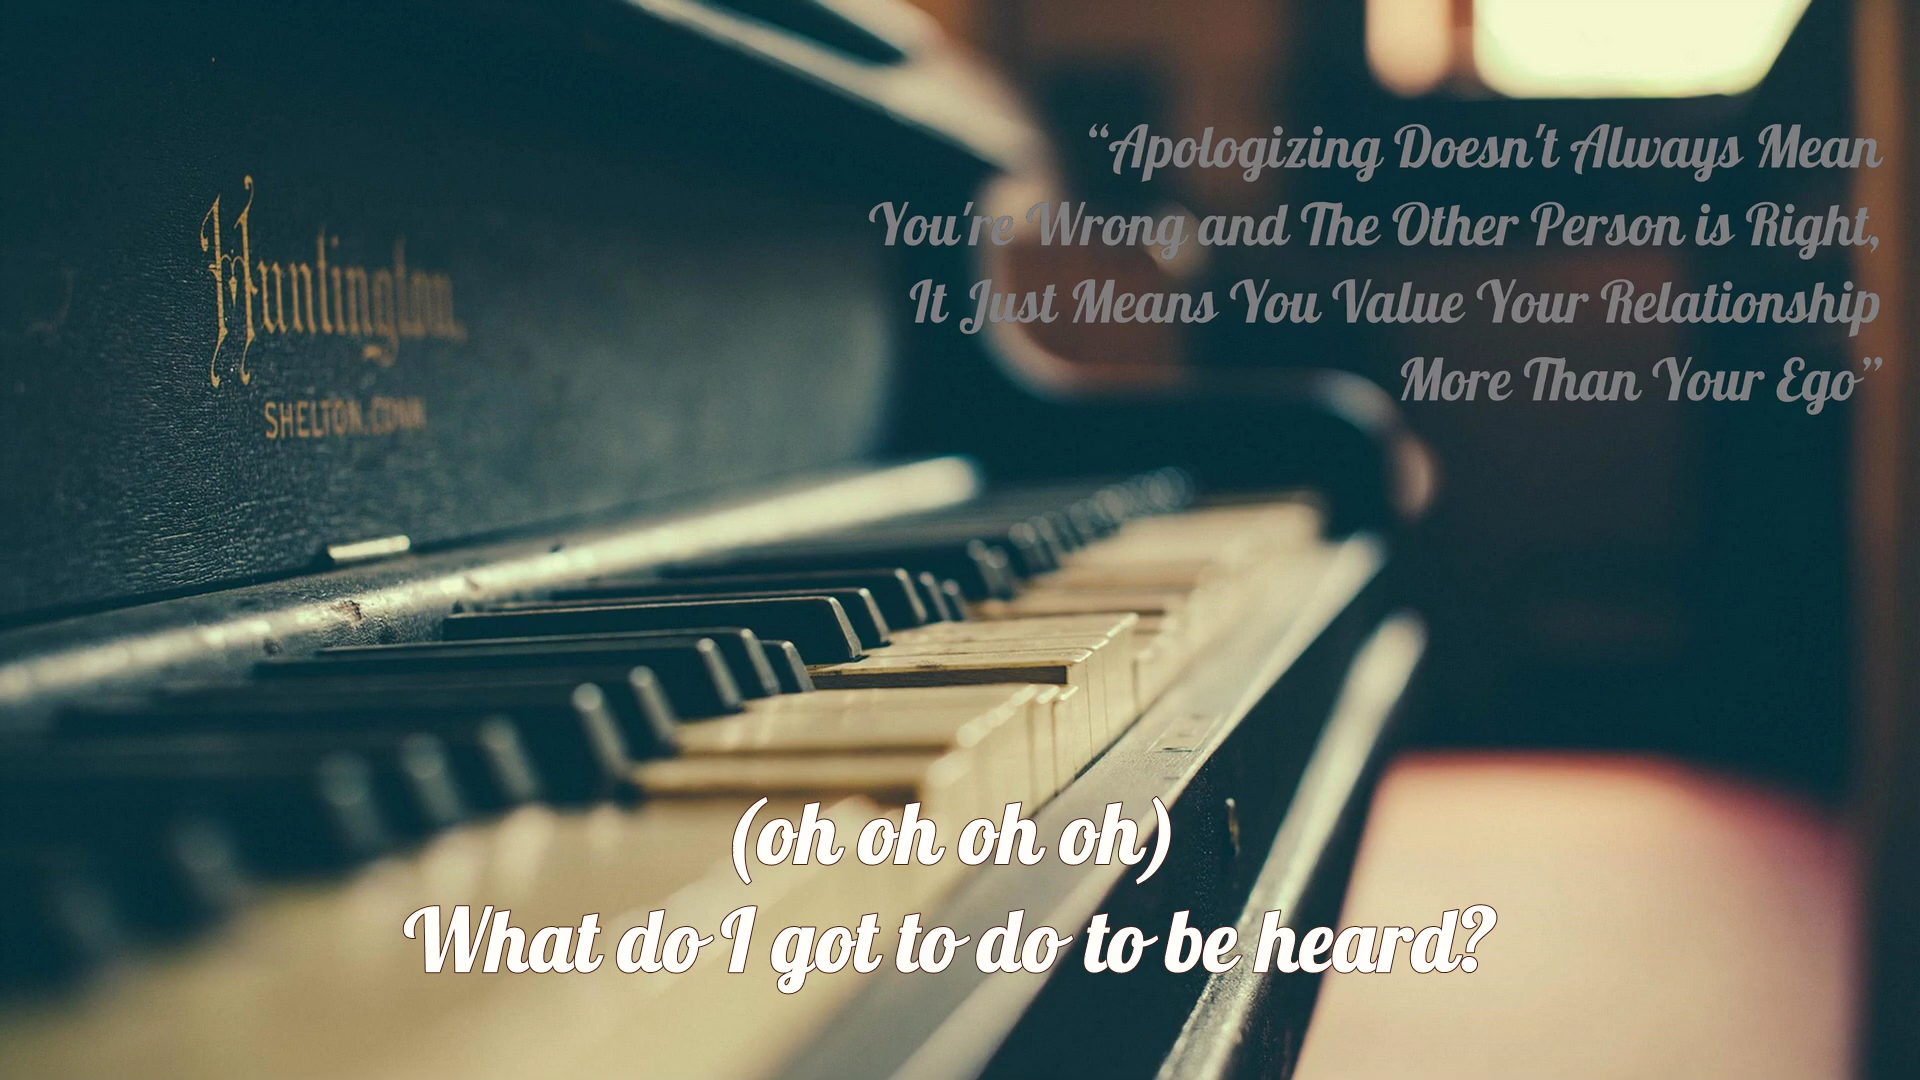 “Apologizing Doesn't Always Mean
You're Wrong and The Other Person is Right,
It Just Means You Value Your Relationship
More Than Your Ego”
Huntington.
SHELTON, CONN.
(oh oh oh oh)
What do I got to do to be heard?